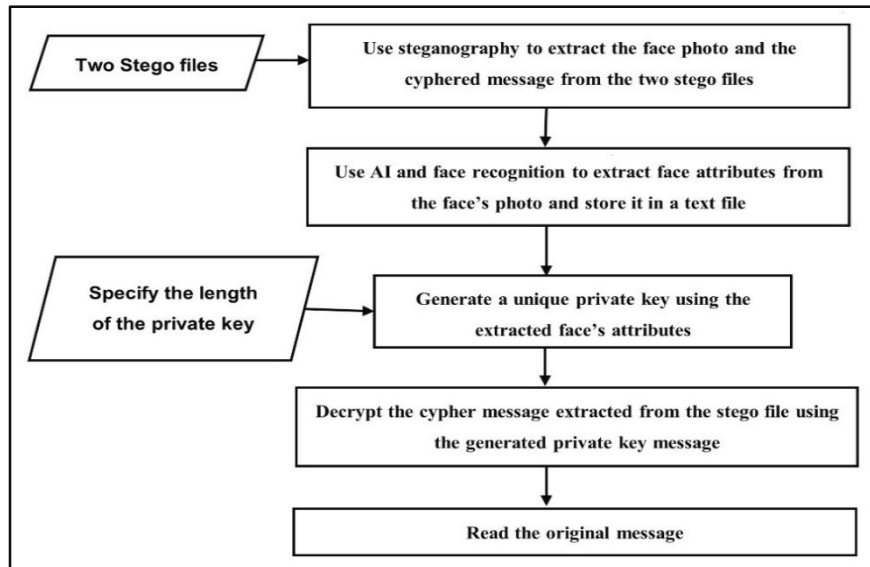 Two Stego files
Use steganography to extract the face photo and the
cyphered message from the two stego files
Use AI and face recognition to extract face attributes from
the face's photo and store it in a text file
Specify the length
of the private key
Generate a unique private key using the
extracted face's attributes
Decrypt the cypher message extracted from the stego file using
the generated private key message
Read the original message